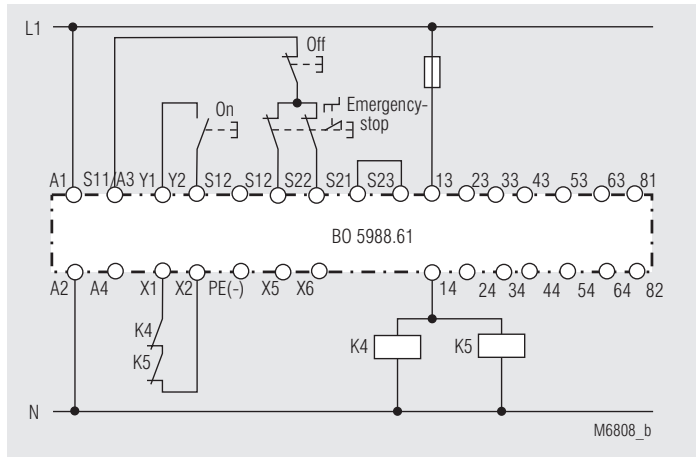 L1
Off
On
Emergency-
stop
A1 S11/A3 Y1 Y2 S12 S12 S22 S21 S23 13 23 33 43 53 63 81
BO 5988.61
A2 A4 X1 X2 PE(-) X5 X6 14 24 34 44 54 64 82
K4
K5
K4 K5
N
M6808_b